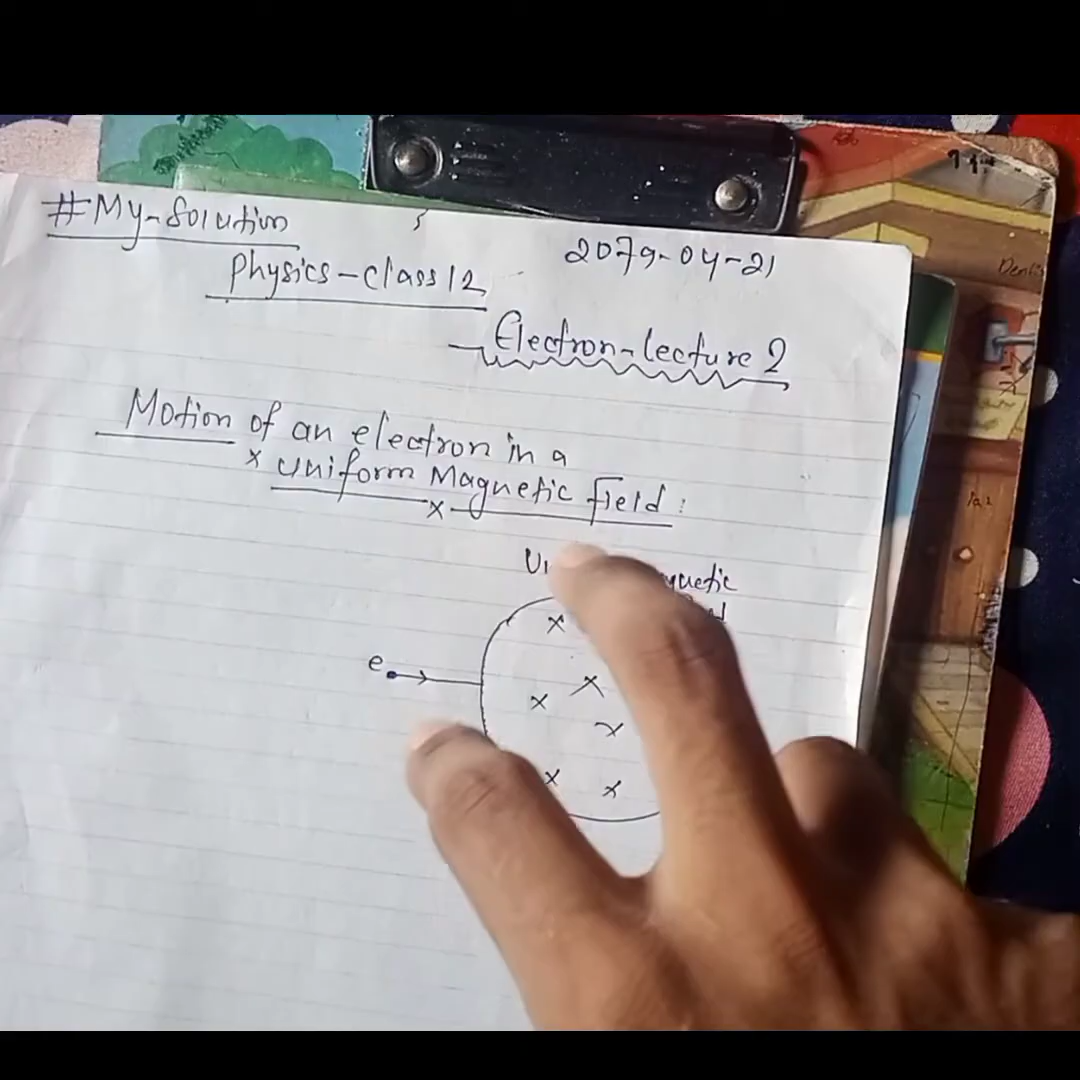 #My-Solution
2079-04-21
Physics-class 12
Electron-lecture 2
Motion of an electron in a
uniform Magnetic field:
e